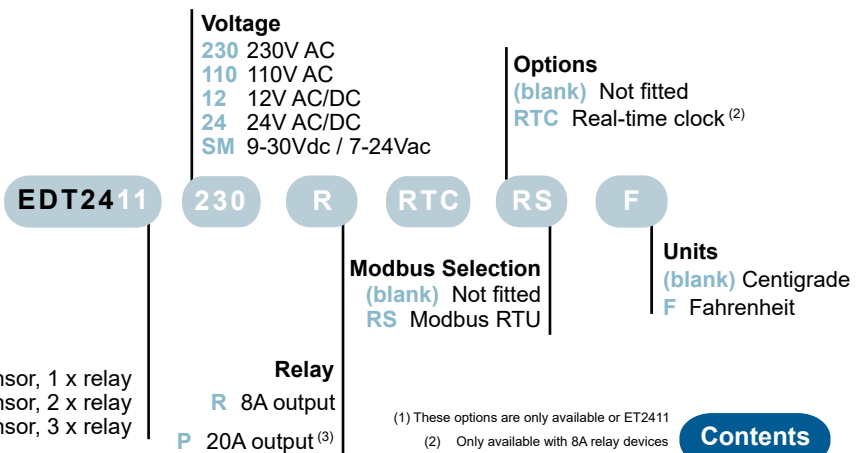 Voltage
230 230V AC
110 110V AC
12 12V AC/DC
24 24V AC/DC
SM 9-30Vdc / 7-24Vac
Options
(blank) Not fitted
RTC Real-time clock (2)
EDT2411 230 R RTC RS F
Modbus Selection
(blank) Not fitted
RS Modbus RTU
Units
(blank) Centigrade
F Fahrenheit
1 x relay
2 x relay
3 x relay
Relay
R 8A output
P 20A output (3)
(1) These options are only available or ET2411
(2) Only available with 8A relay devices
Contents